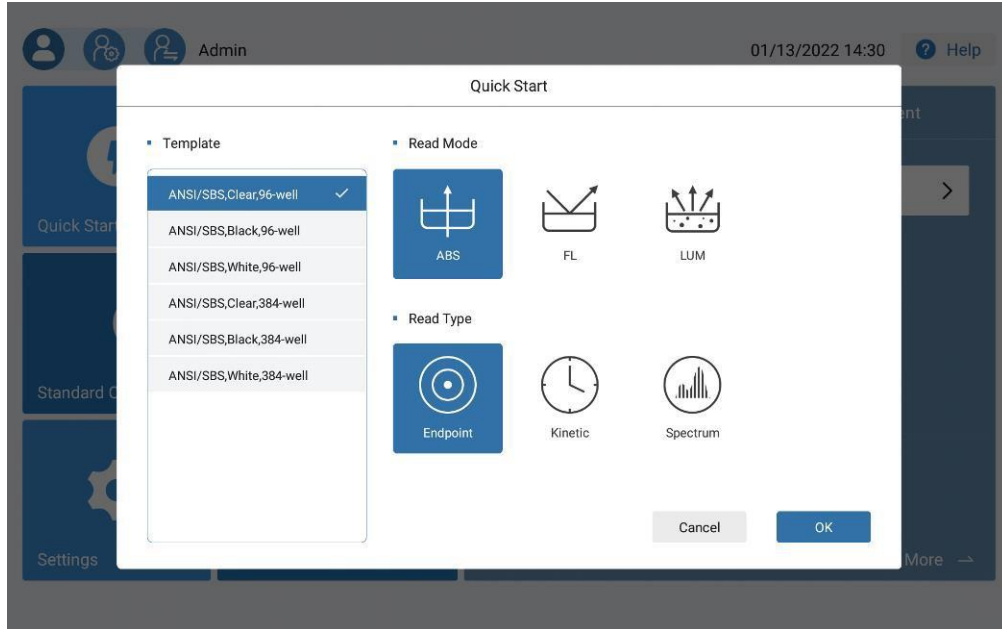 Admin
01/13/2022 14:30
? Help
Quick Start
Template
Read Mode
ANSI/SBS,Clear,96-well
ANSI/SBS,Black,96-well
ANSI/SBS,White,96-well
ANSI/SBS,Clear,384-well
ANSI/SBS,Black,384-well
ANSI/SBS,White,384-well
ABS
FL
LUM
Read Type
Endpoint
Kinetic
Spectrum
Cancel
OK
Quick Star
Settings
More →